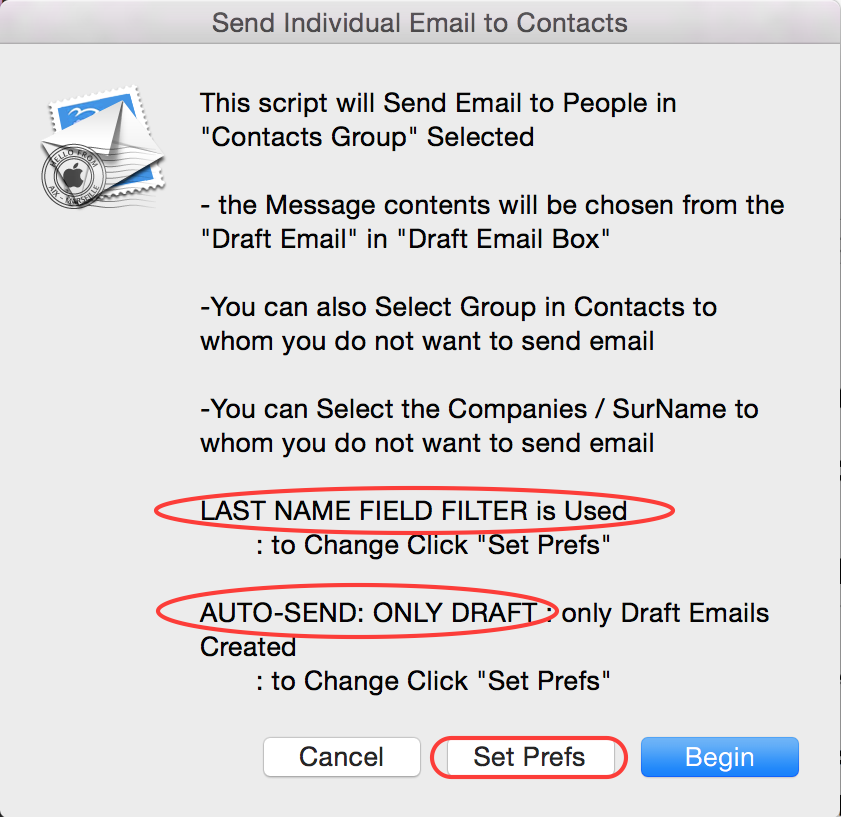 Send Individual Email to Contacts
This script will Send Email to People in
"Contacts Group" Selected
- the Message contents will be chosen from the
"Draft Email" in "Draft Email Box"
-You can also Select Group in Contacts to
whom you do not want to send email
-You can Select the Companies / SurName to
whom you do not want to send email
LAST NAME FIELD FILTER is Used
: to Change Click "Set Prefs"
AUTO-SEND: ONLY DRAFT : only Draft Emails
Created
: to Change Click "Set Prefs"
Cancel
Set Prefs
Begin
HELLO FROM